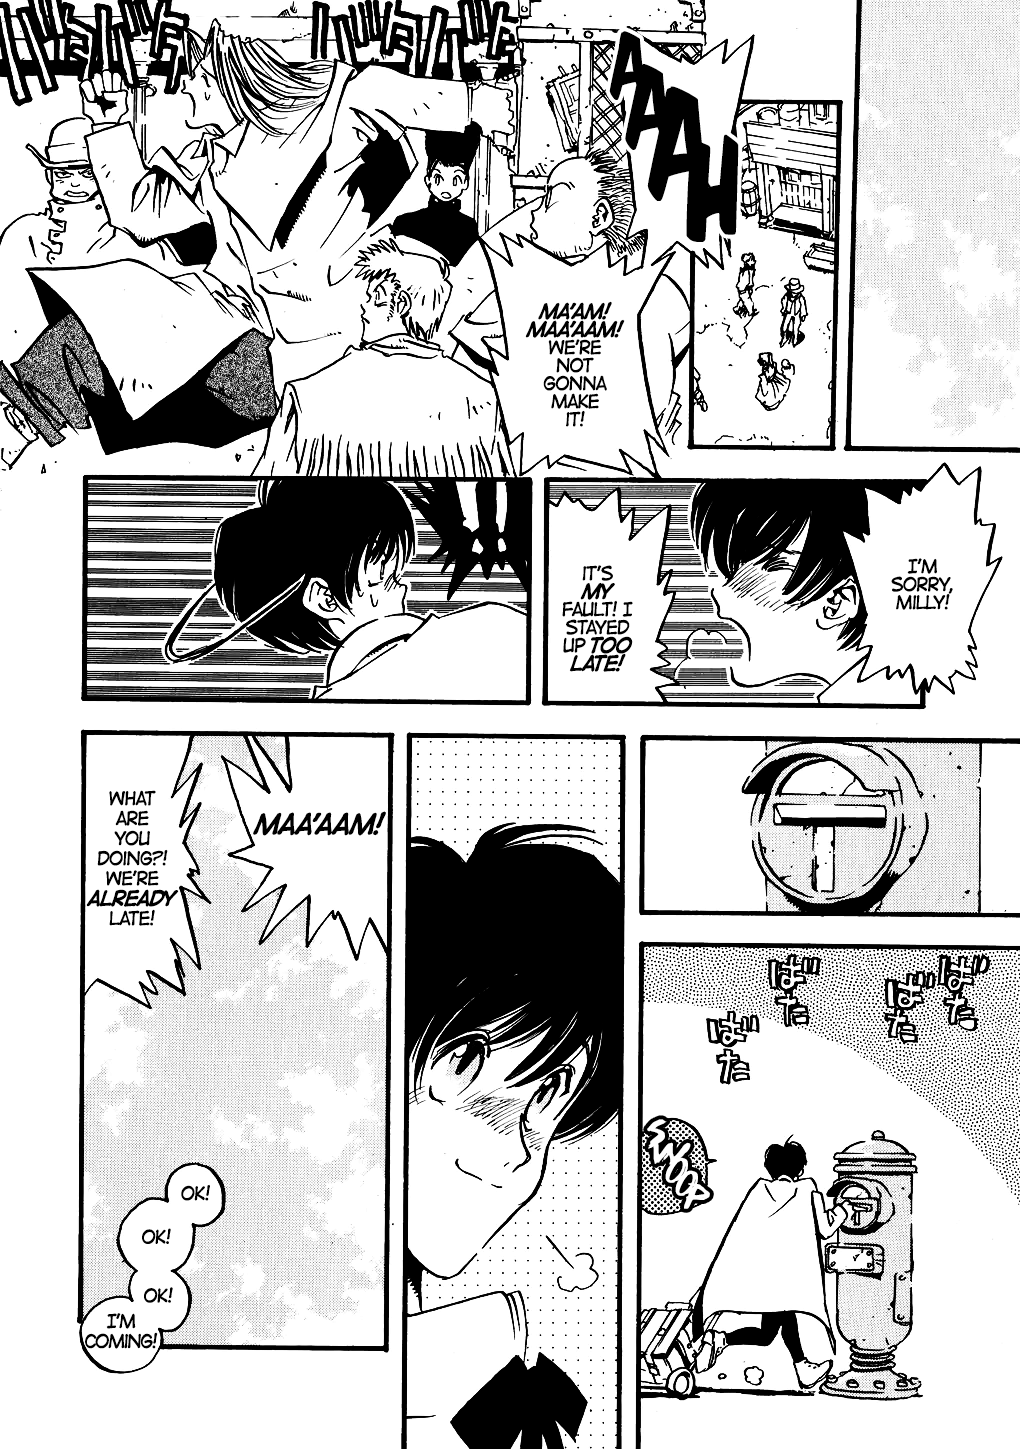 AAAH
MA'AM!
MAA'AAM!
WE'RE
NOT
GONNA
MAKE
IT!
I'M
SORRY,
MILLY!
IT'S
MY
FAULT! I
STAYED
UP TOO
LATE!
ばた
ばた
ばた
ばた
SWOOP
MAA'AAM!
WHAT
ARE
YOU
DOING?!
WE'RE
ALREADY
LATE!
OK!
OK!
OK!
I'M
COMING!